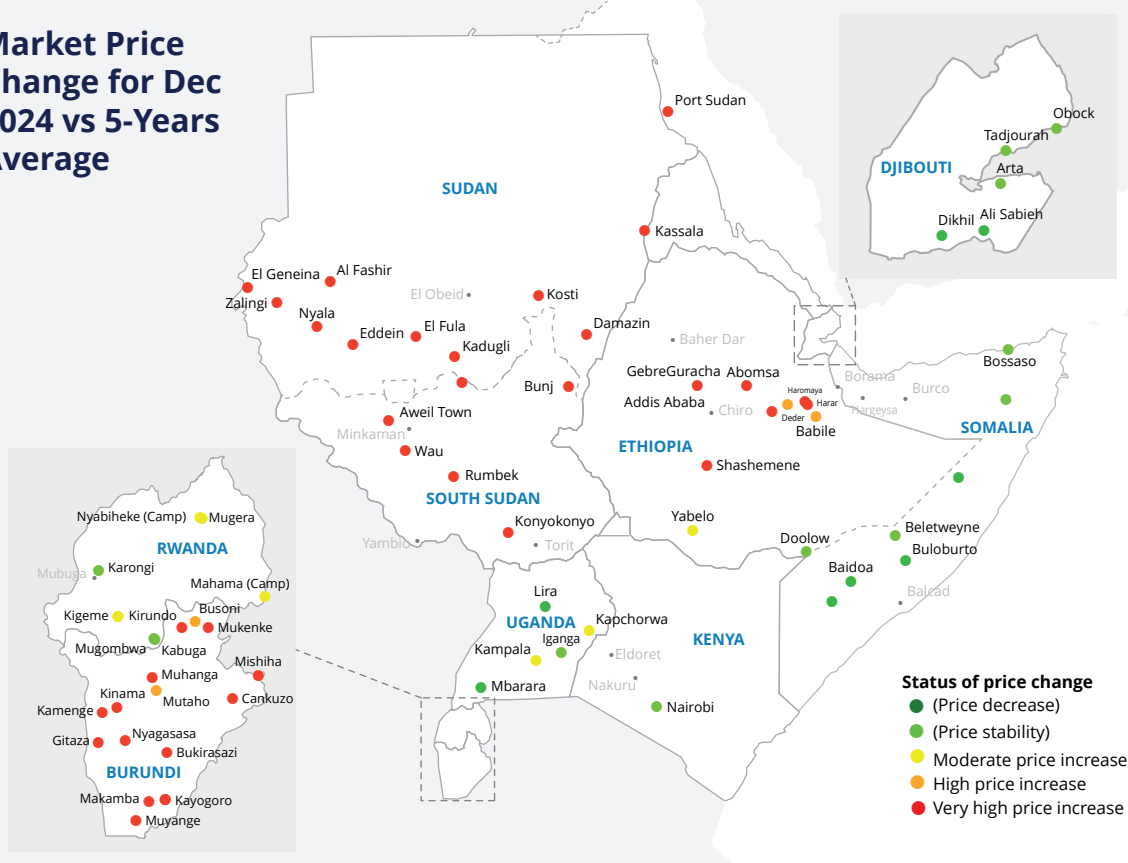 Market Price
hange for Dec
024 vs 5-Years
Average
Port Sudan
SUDAN
Kassala
El Geneina
Al Fashir
Zalingi
El Obeid
Kosti
Nyala
Eddein
El Fula
Damazin
Kadugli
Bunj
Aweil Town
Minkaman
Wau
Rumbek
SOUTH SUDAN
Konyokonyo
Yambio
Torit
Baher Dar
GebreGuracha
Abomsa
Haromaya
Addis Ababa
Chiro
Deder
Harar
Babile
ETHIOPIA
Shashemene
Yabelo
DJIBOUTI
Obock
Tadjourah
Arta
Dikhil
Ali Sabieh
Bossaso
Borama
Burco
Hargeysa
SOMALIA
Doolow
Beletweyne
Buloburto
Baidoa
Balcad
Lira
UGANDA
Kapchorwa
Iganga
Kampala
Mbarara
KENYA
Eldoret
Nakuru
Nairobi
Nyabiheke (Camp)
Mugera
RWANDA
Mubuga
Karongi
Mahama (Camp)
Kigeme
Kirundo
Busoni
Mukenke
Mugombwa
Kabuga
Mishiha
Muhanga
Kinama
Mutaho
Cankuzo
Kamenge
Gitaza
Nyagasasa
Bukirasazi
BURUNDI
Makamba
Kayogoro
Muyange
Status of price change
(Price decrease)
(Price stability)
Moderate price increase
High price increase
Very high price increase